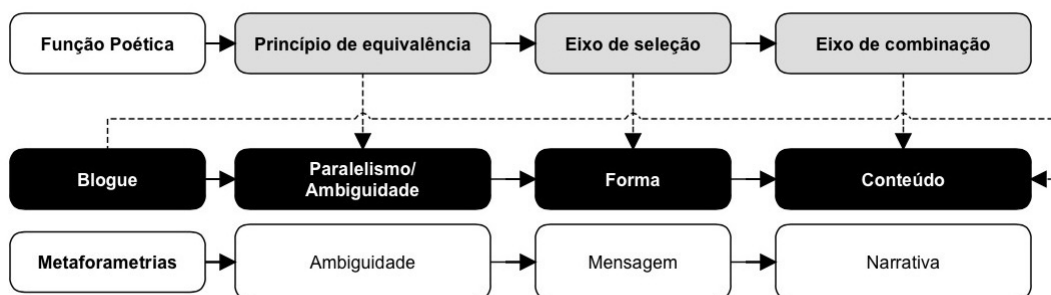 Função Poética
Princípio de equivalência
Eixo de seleção
Eixo de combinação
Blogue
Paralelismo/
Ambiguidade
Forma
Conteúdo
Metaforametrias
Ambiguidade
Mensagem
Narrativa